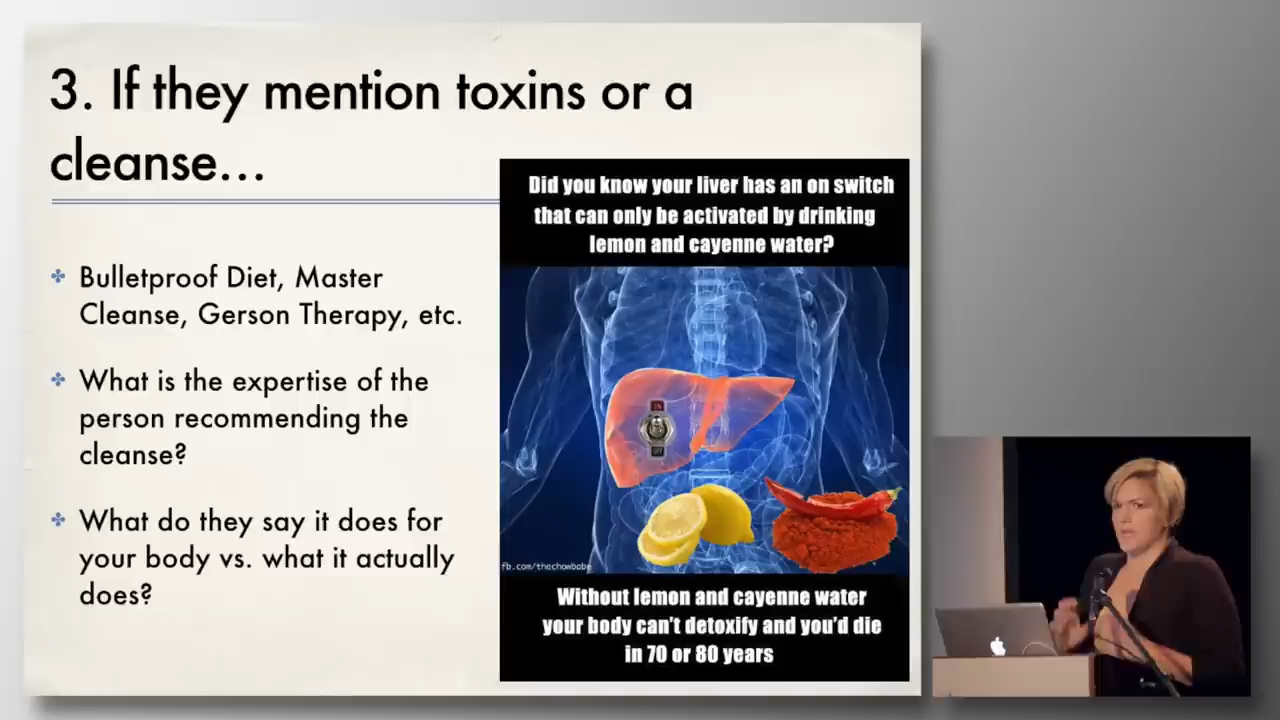 3. If they mention toxins or a
cleanse...
Bulletproof Diet, Master
Cleanse, Gerson Therapy, etc.
What is the expertise of the
person recommending the
cleanse?
What do they say it does for
your body vs. what it actually
does?
Did you know your liver has an on switch
that can only be activated by drinking
lemon and cayenne water?
fb.com/thechowbabe
Without lemon and cayenne water
your body can't detoxify and you'd die
in 70 or 80 years